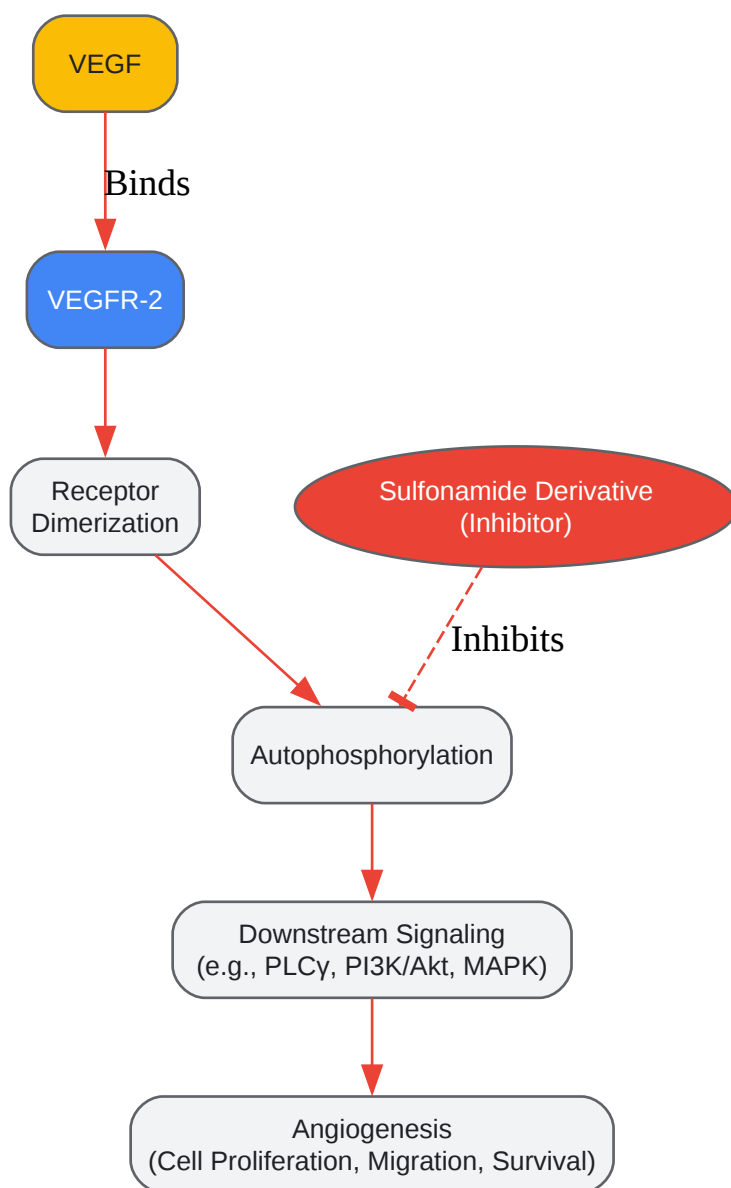 VEGF
Binds
VEGFR-2
Receptor
Dimerization
Sulfonamide Derivative
(Inhibitor)
Inhibits
Autophosphorylation
Downstream Signaling
(e.g., PLCγ, PI3K/Akt, MAPK)
Angiogenesis
(Cell Proliferation, Migration, Survival)